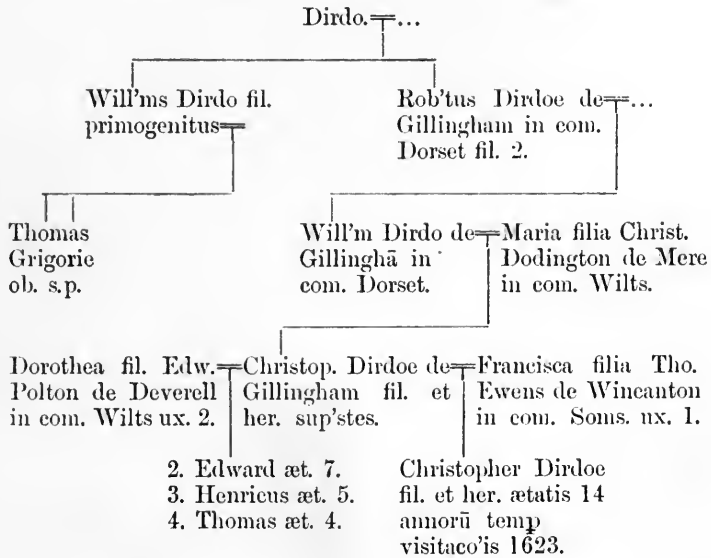 Dirdo.=...
Will'ms Dirdo fil.
primogenitus=
Rob'tus Dirdoe de=...
Gillingham in com.
Dorset fil. 2.
Thomas
Grigorie
ob. s.p.
Will'm Dirdo de=
Gillinghā in
com. Dorset.
Maria filia Christ.
Dodington de Mere
in com. Wilts.
Dorothea fil. Edw.=
Polton de Deverell
in com. Wilts ux. 2.
Christop. Dirdoe de=
Gillingham fil. et
her. sup'stes.
Francisca filia Tho.
Ewens de Wincanton
in com. Soms. ux. 1.
2. Edward æt. 7.
3. Henricus æt. 5.
4. Thomas æt. 4.
Christopher Dirdoe
fil. et her. ætatis 14
annorū temp
visitaco'is 1623.